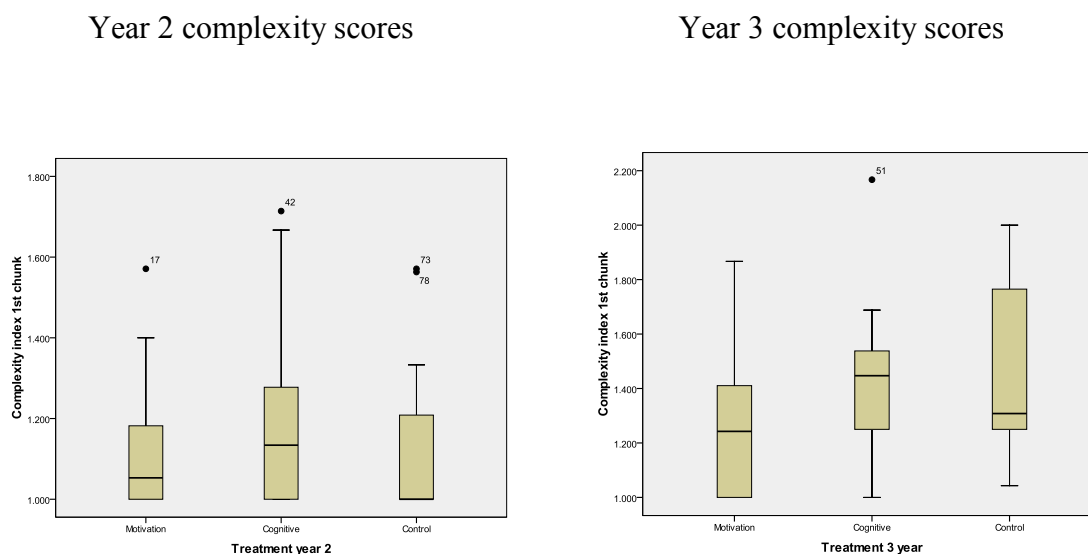 Year 2 complexity scores
Year 3 complexity scores
1.800
1.600
1.400
1.200
1.000
Complexity index 1st chunk
17
42
73
78
Motivation
Cognitive
Control
Treatment year 2
2.200
2.000
1.800
1.600
1.400
1.200
1.000
Complexity index 1st chunk
51
Motivation
Cognitive
Control
Treatment 3 year